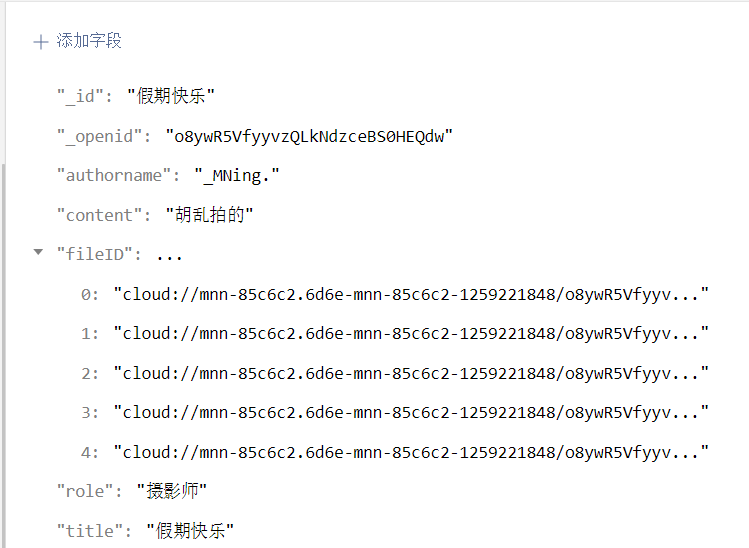 + 添加字段
"_id": "假期快乐"
"_openid": "o8ywR5VfyyvzQLkNdzceBS0HEQdw"
"authorname": "_MNing."
"content": "胡乱拍的"
"fileID": ...
0: "cloud://mnn-85c6c2.6d6e-mnn-85c6c2-1259221848/o8ywR5Vfyyv..."
1: "cloud://mnn-85c6c2.6d6e-mnn-85c6c2-1259221848/o8ywR5Vfyyv..."
2: "cloud://mnn-85c6c2.6d6e-mnn-85c6c2-1259221848/o8ywR5Vfyyv..."
3: "cloud://mnn-85c6c2.6d6e-mnn-85c6c2-1259221848/o8ywR5Vfyyv..."
4: "cloud://mnn-85c6c2.6d6e-mnn-85c6c2-1259221848/o8ywR5Vfyyv..."
"role": "摄影师"
"title": "假期快乐"